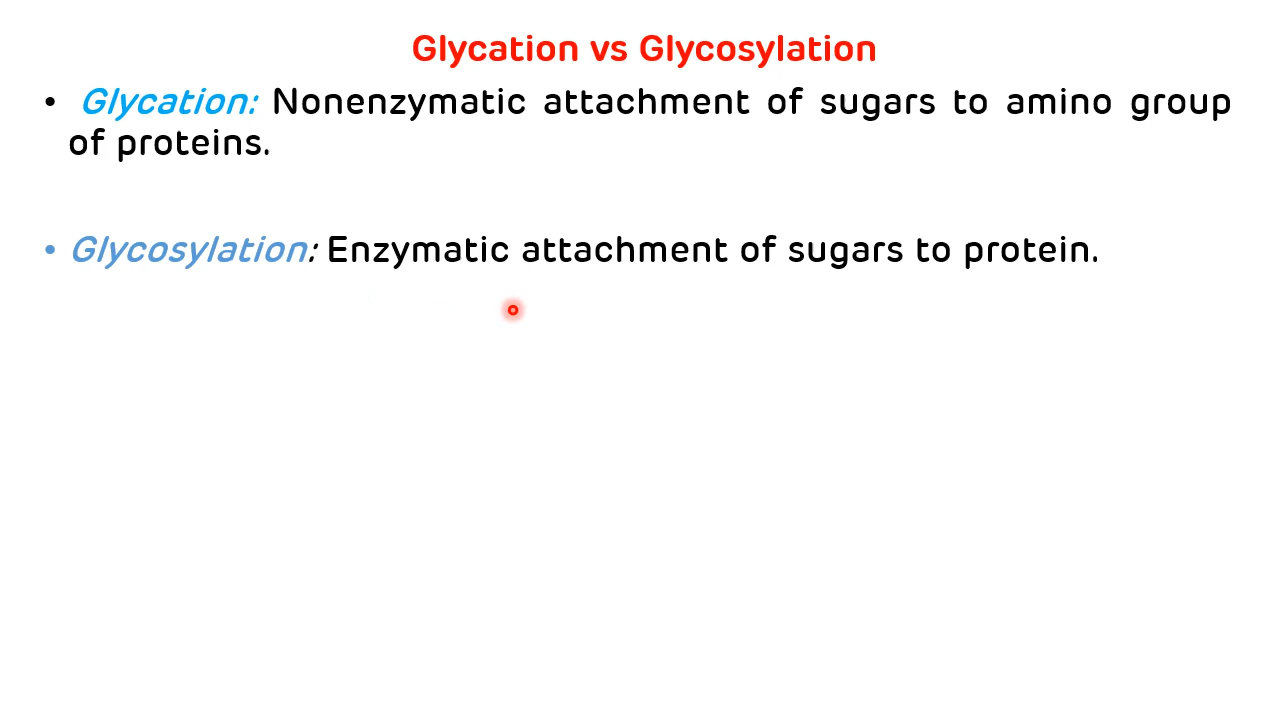 Glycation vs Glycosylation
• Glycation: Nonenzymatic attachment of sugars to amino group
of proteins.
• Glycosylation: Enzymatic attachment of sugars to protein.